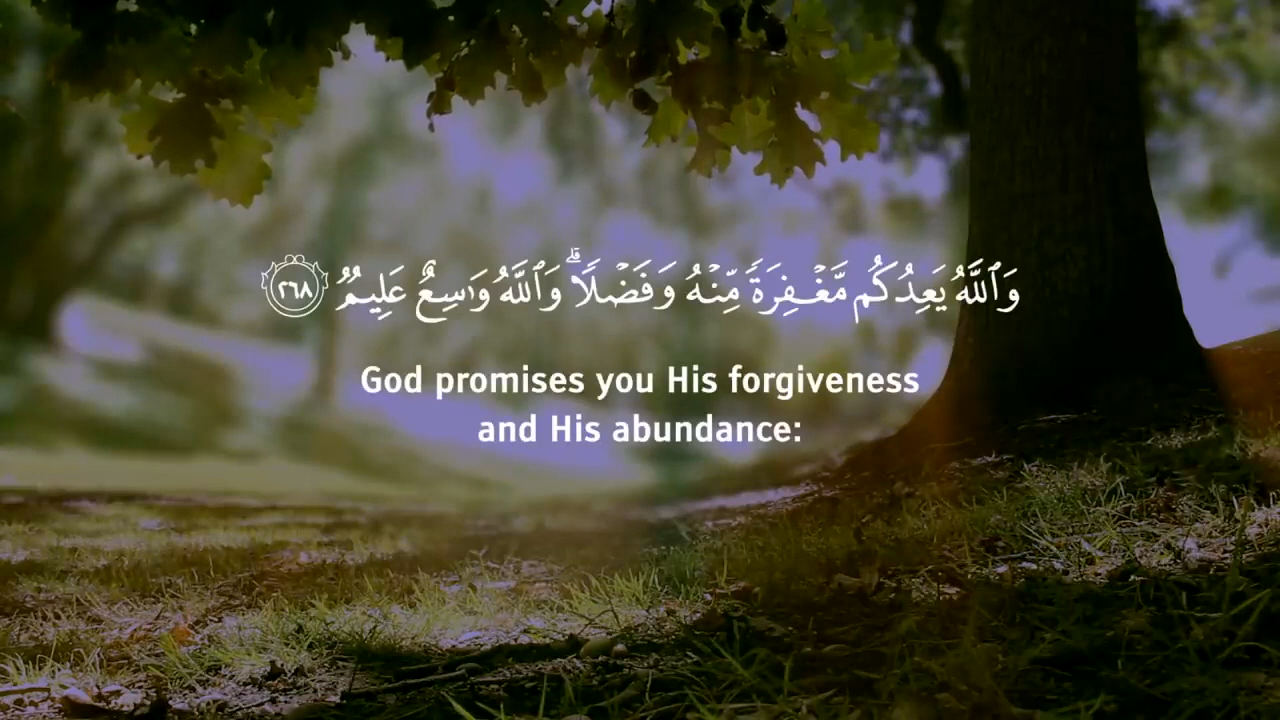 وَٱللَّهُ يَعِدُكُم مَّغۡفِرَةٗ مِّنۡهُ وَفَضۡلٗاۗ وَٱللَّهُ وَٰسِعٌ عَلِيمٞ ٢٦٨
God promises you His forgiveness
and His abundance: